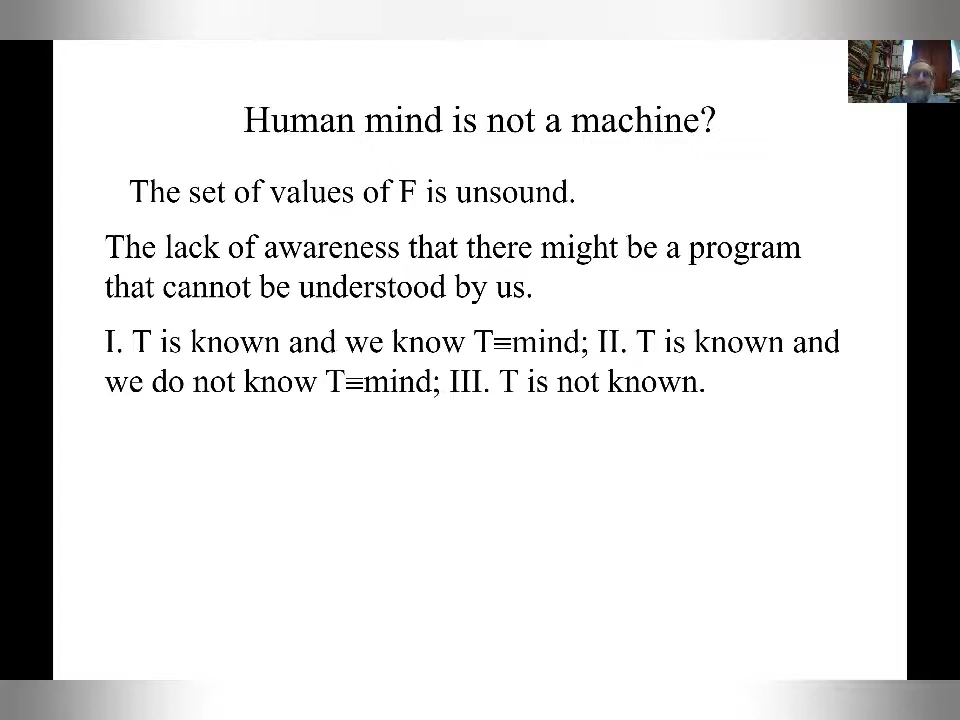 Human mind is not a machine?
The set of values of F is unsound.
The lack of awareness that there might be a program
that cannot be understood by us.
I. T is known and we know T≡mind; II. T is known and
we do not know T≡mind; III. T is not known.